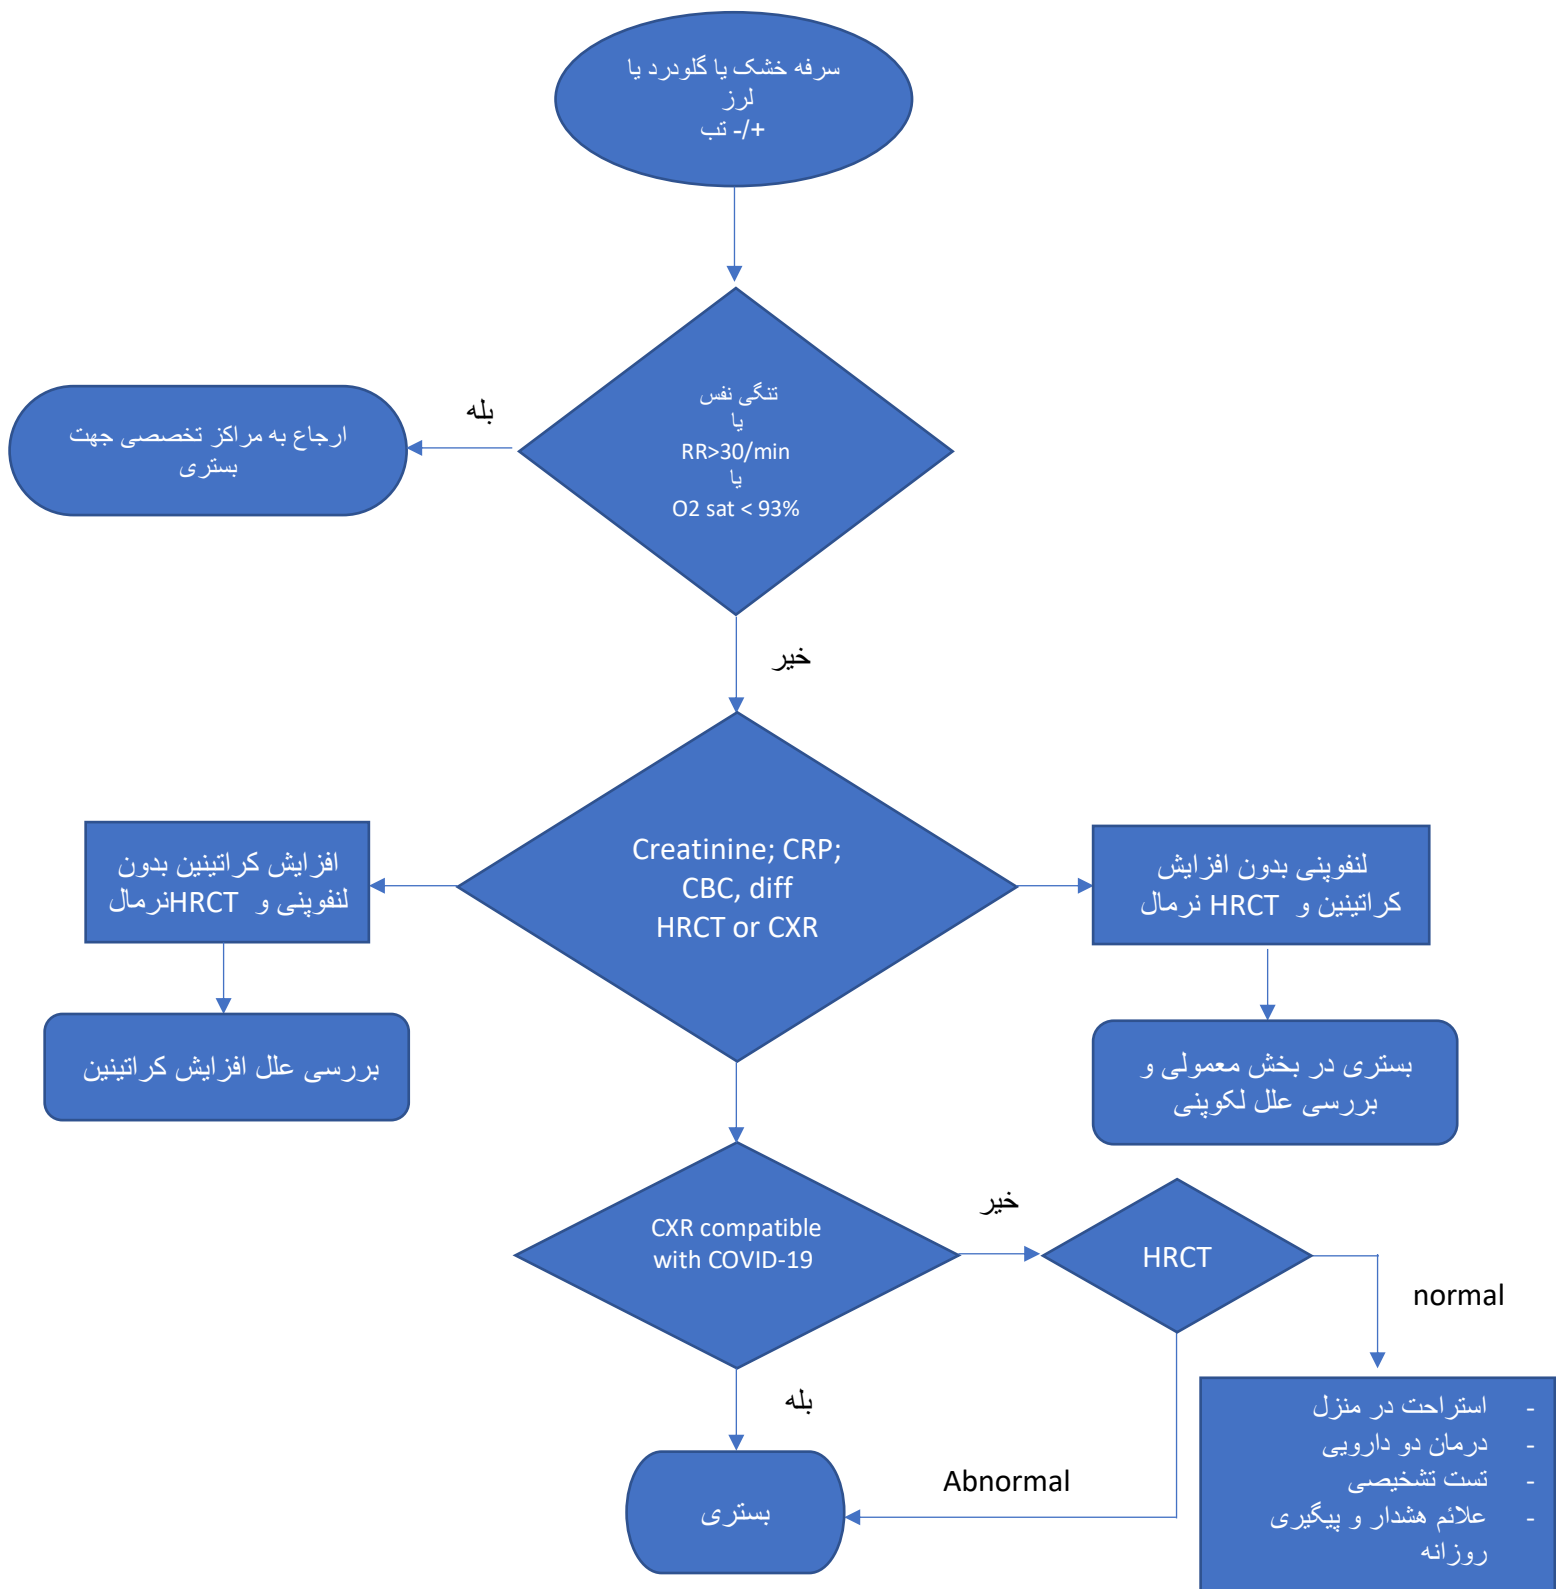 سرفه خشک یا گلودرد یا
لرز
+/- تب
تنگی نفس
یا
RR>30/min
یا
O2 sat < 93%
بله
ارجاع به مراکز تخصصی جهت
بستری
خیر
Creatinine; CRP;
CBC, diff
HRCT or CXR
لنفوپنی بدون افزایش
کراتینین و HRCT نرمال
افزایش کراتینین بدون
لنفوپنی و HRCTنرمال
بستری در بخش معمولی و
بررسی علل لکوپنی
بررسی علل افزایش کراتینین
CXR compatible
with COVID-19
خیر
HRCT
normal
بله
Abnormal
بستری
- استراحت در منزل
- درمان دو دارویی
- تست تشخیصی
- علائم هشدار و پیگیری
روزانه